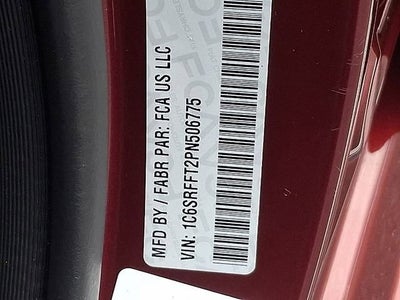 MFD BY / FABR PAR: FCA US LLC
VIN: 1C6SRFFT2PN506775